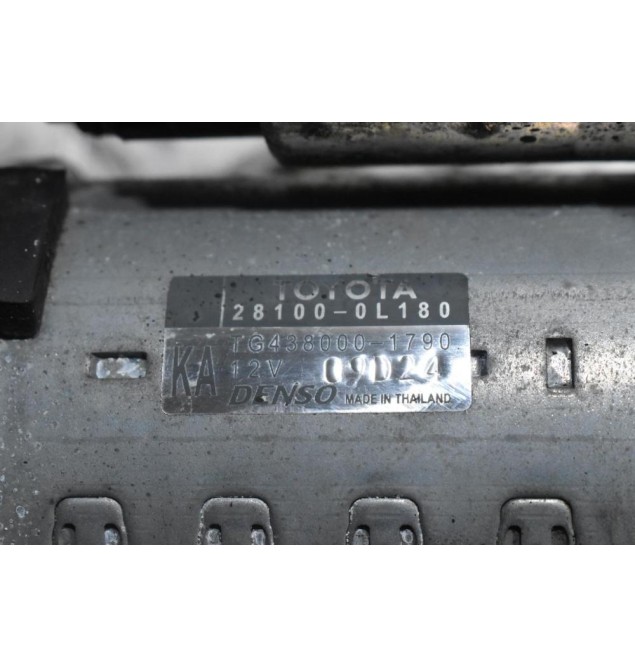 TOYOTA
28100-0L180
TG438000-1790
KA 12V 09D24
DENSO MADE IN THAILAND